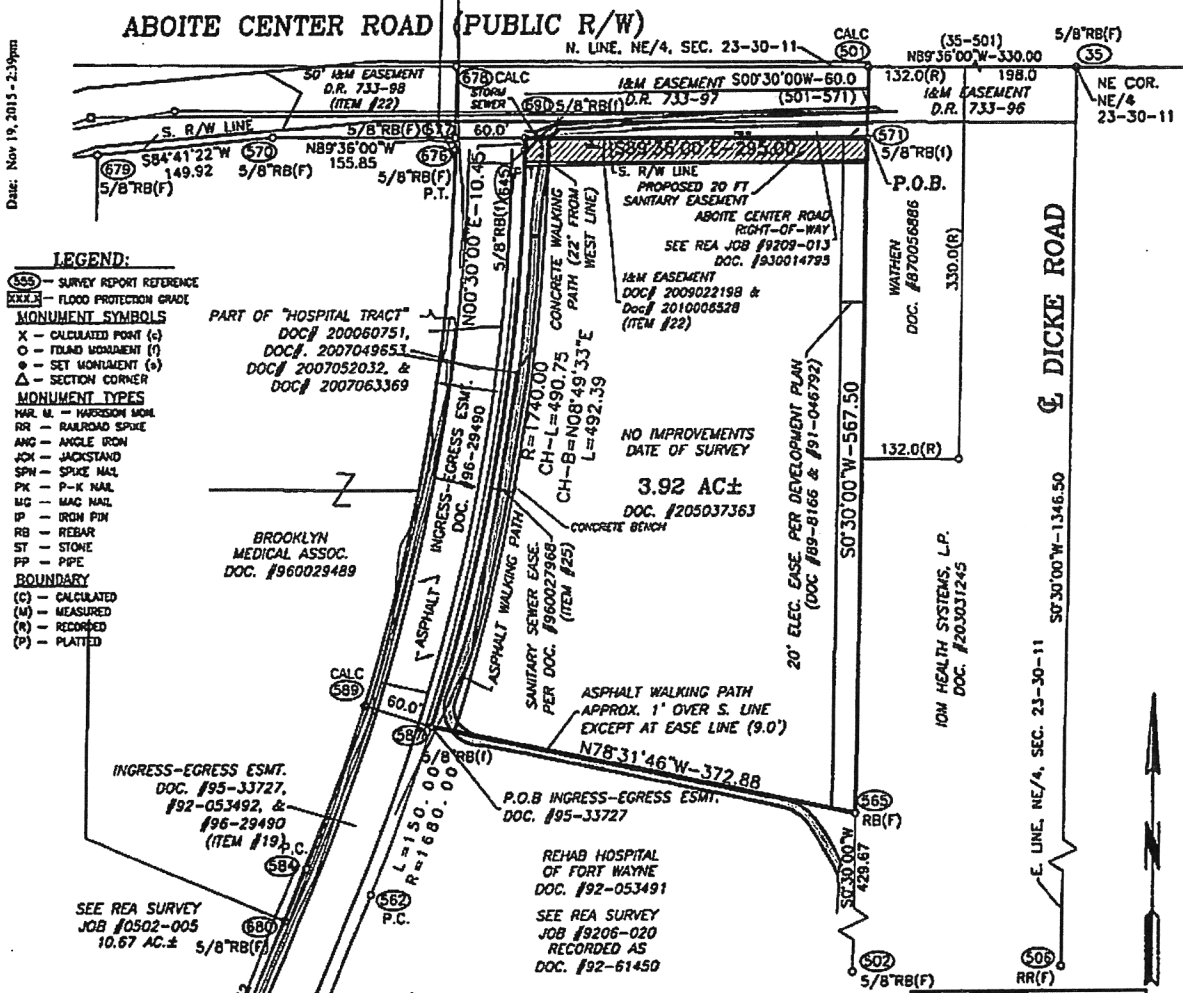 ABOITE CENTER ROAD (PUBLIC R/W)
Date: Nov 19, 2015 - 2:39pm
N. LINE, NE/4, SEC. 23-30-11
CALC
501
(35-501)
N89°36'00"W-330.00
132.0(R)
198.0
5/8"RB(F)
35
NE COR.
NE/4
23-30-11
50' I&M EASEMENT
D.R. 733-98
(ITEM #22)
678 CALC
STORM
SEWER
590
5/8"RB(f)
I&M EASEMENT
D.R. 733-97
S00°30'00W-60.0
(501-571)
I&M EASEMENT
D.R. 733-96
S. R/W LINE
S84°41'22"W
149.92
679
5/8"RB(F)
570
5/8"RB(F)
5/8"RB(F)
677
N89°36'00"W
155.85
676
5/8"RB(F)
P.T.
60.0'
N00°30'00"E-10.45
645
5/8"RB(f)
P.T.
S89°36'00"E-295.00
571
5/8"RB(f)
P.O.B.
S. R/W LINE
PROPOSED 20 FT
SANITARY EASEMENT
ABOITE CENTER ROAD
RIGHT-OF-WAY
SEE REA JOB #9209-013
DOC. #930014795
I&M EASEMENT
DOC# 2009022198 &
Doc# 2010006528
(ITEM #22)
CONCRETE WALKING
PATH (22" FROM
WEST LINE)
WATHEN
DOC. #870056886
330.0(R)
132.0(R)
℄ DICKE ROAD
LEGEND:
555 – SURVEY REPORT REFERENCE
XXX.X – FLOOD PROTECTION GRADE
MONUMENT SYMBOLS
X – CALCULATED POINT (c)
O – FOUND MONUMENT (f)
● – SET MONUMENT (s)
△ – SECTION CORNER
MONUMENT TYPES
HAR. M. – HARRISON MON.
RR – RAILROAD SPIKE
ANG – ANGLE IRON
JCK – JACKSTAND
SPN – SPIKE NAIL
PK – P-K NAIL
MG – MAG NAIL
IP – IRON PIN
RB – REBAR
ST – STONE
PP – PIPE
BOUNDARY
(C) – CALCULATED
(M) – MEASURED
(R) – RECORDED
(P) – PLATTED
PART OF "HOSPITAL TRACT"
DOC# 200060751,
DOC#. 2007049653,
DOC# 2007052032, &
DOC# 2007063369
INGRESS-EGRESS ESMT.
DOC. #96-29490
R=1740.00
CH-L=490.75
CH-B=N08°49'33"E
L=492.39
NO IMPROVEMENTS
DATE OF SURVEY
3.92 AC±
DOC. #205037363
CONCRETE BENCH
20' ELEC. EASE. PER DEVELOPMENT PLAN
(DOC #89-8166 & #91-046792)
S0°30'00"W-567.50
IOM HEALTH SYSTEMS, L.P.
DOC. #203031245
S0°30'00"W-1346.50
E. LINE, NE/4, SEC. 23-30-11
Z
BROOKLYN
MEDICAL ASSOC.
DOC. #960029489
ASPHALT
ASPHALT WALKING PATH
SANITARY SEWER EASE.
PER DOC. #960027968
(ITEM #25)
CALC
589
60.0'
587
5/8"RB(f)
ASPHALT WALKING PATH
APPROX. 1' OVER S. LINE
EXCEPT AT EASE LINE (9.0')
N78°31'46"W-372.88
P.O.B INGRESS-EGRESS ESMT.
DOC. #95-33727
INGRESS-EGRESS ESMT.
DOC. #95-33727,
#92-053492, &
#96-29490
(ITEM #19)
P.C.
584
L=150.00
R=1680.00
562
P.C.
565
RB(F)
S0°30'00"W
429.67
REHAB HOSPITAL
OF FORT WAYNE
DOC. #92-053491
SEE REA SURVEY
JOB #9206-020
RECORDED AS
DOC. #92-61450
SEE REA SURVEY
JOB #0502-005
10.67 AC.±
680
5/8"RB(F)
502
5/8"RB(F)
506
RR(F)
N